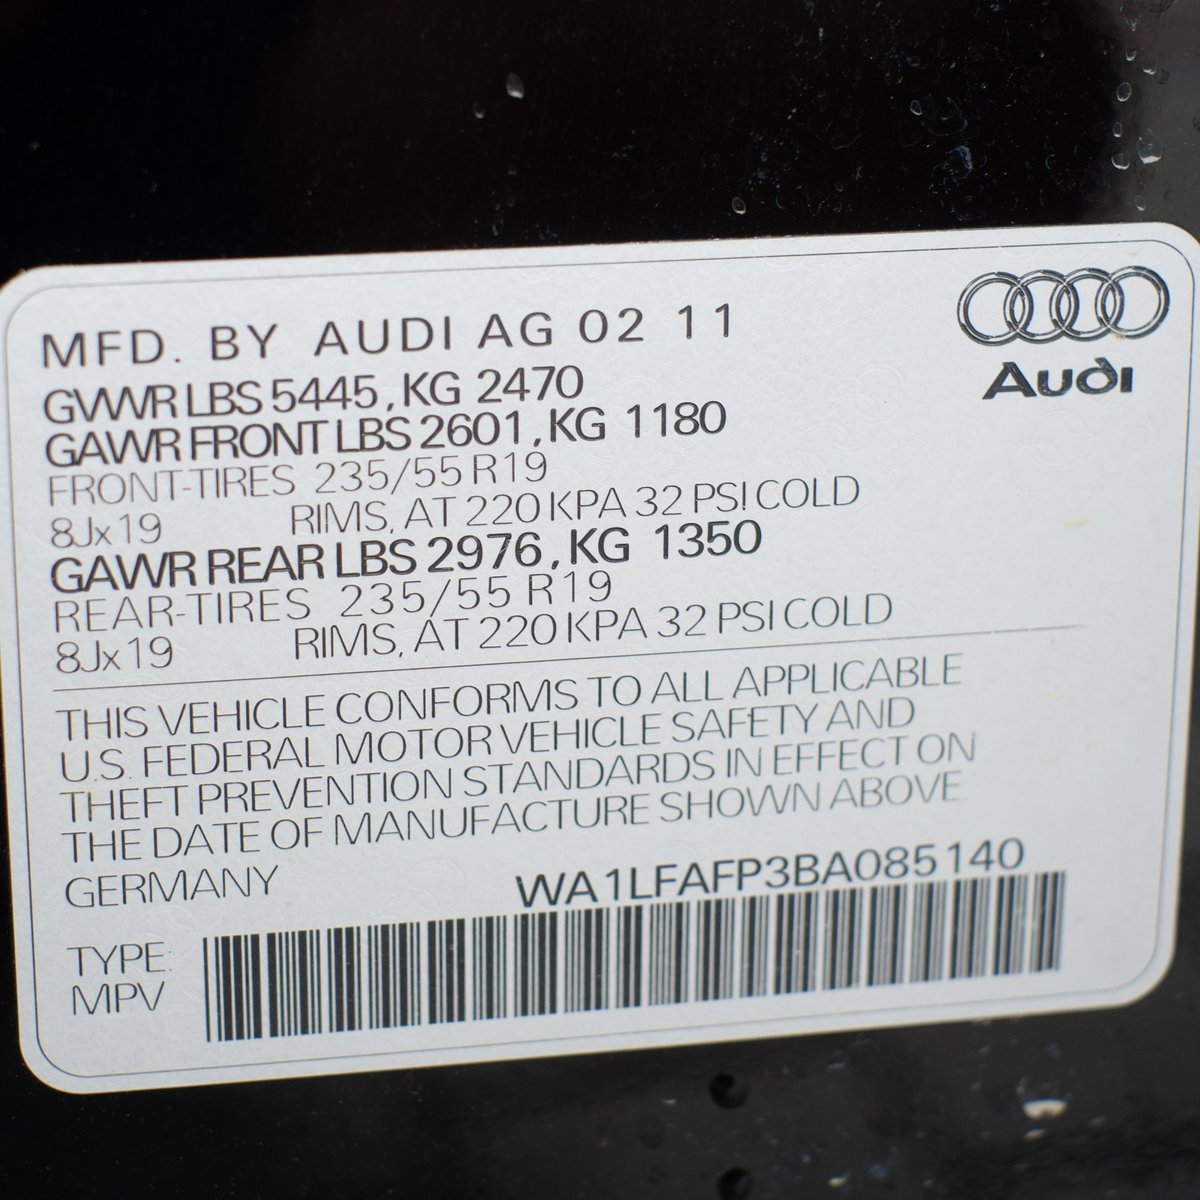 MFD. BY AUDI AG 02 11
Audi
GVWR LBS 5445, KG 2470
GAWR FRONT LBS 2601, KG 1180
FRONT-TIRES 235/55 R19
8Jx19 RIMS, AT 220 KPA 32 PSI COLD
GAWR REAR LBS 2976, KG 1350
REAR-TIRES 235/55 R19
8Jx19 RIMS, AT 220 KPA 32 PSI COLD
THIS VEHICLE CONFORMS TO ALL APPLICABLE
U.S. FEDERAL MOTOR VEHICLE SAFETY AND
THEFT PREVENTION STANDARDS IN EFFECT ON
THE DATE OF MANUFACTURE SHOWN ABOVE.
GERMANY WA1LFAFP3BA085140
TYPE:
MPV